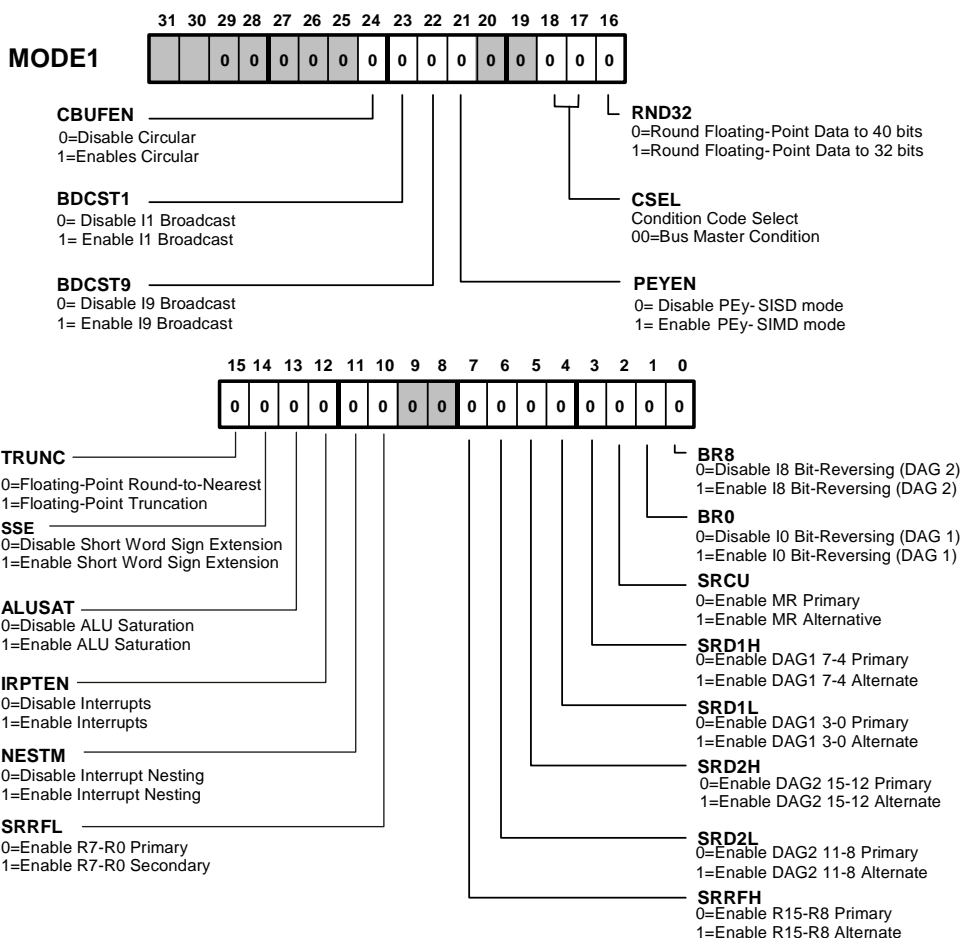 31 30 29 28 27 26 25 24 23 22 21 20 19 18 17 16
MODE1
0 0 0 0 0 0 0 0 0 0 0 0 0 0
CBUFEN
0=Disable Circular
1=Enables Circular
BDCST1
0= Disable I1 Broadcast
1= Enable I1 Broadcast
BDCST9
0= Disable I9 Broadcast
1= Enable I9 Broadcast
RND32
0=Round Floating-Point Data to 40 bits
1=Round Floating-Point Data to 32 bits
CSEL
Condition Code Select
00=Bus Master Condition
PEYEN
0= Disable PEy- SISD mode
1= Enable PEy- SIMD mode
15 14 13 12 11 10 9 8 7 6 5 4 3 2 1 0
0 0 0 0 0 0 0 0 0 0 0 0 0 0 0 0
TRUNC
0=Floating-Point Round-to-Nearest
1=Floating-Point Truncation
SSE
0=Disable Short Word Sign Extension
1=Enable Short Word Sign Extension
ALUSAT
0=Disable ALU Saturation
1=Enable ALU Saturation
IRPTEN
0=Disable Interrupts
1=Enable Interrupts
NESTM
0=Disable Interrupt Nesting
1=Enable Interrupt Nesting
SRRFL
0=Enable R7-R0 Primary
1=Enable R7-R0 Secondary
BR8
0=Disable I8 Bit-Reversing (DAG 2)
1=Enable I8 Bit-Reversing (DAG 2)
BR0
0=Disable I0 Bit-Reversing (DAG 1)
1=Enable I0 Bit-Reversing (DAG 1)
SRCU
0=Enable MR Primary
1=Enable MR Alternative
SRD1H
0=Enable DAG1 7-4 Primary
1=Enable DAG1 7-4 Alternate
SRD1L
0=Enable DAG1 3-0 Primary
1=Enable DAG1 3-0 Alternate
SRD2H
0=Enable DAG2 15-12 Primary
1=Enable DAG2 15-12 Alternate
SRD2L
0=Enable DAG2 11-8 Primary
1=Enable DAG2 11-8 Alternate
SRRFH
0=Enable R15-R8 Primary
1=Enable R15-R8 Alternate